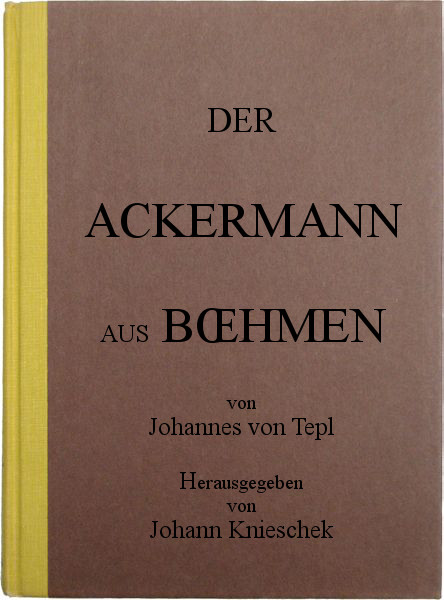 DER
ACKERMANN
AUS BŒHMEN
von
Johannes von Tepl
Herausgegeben
von
Johann Knieschek